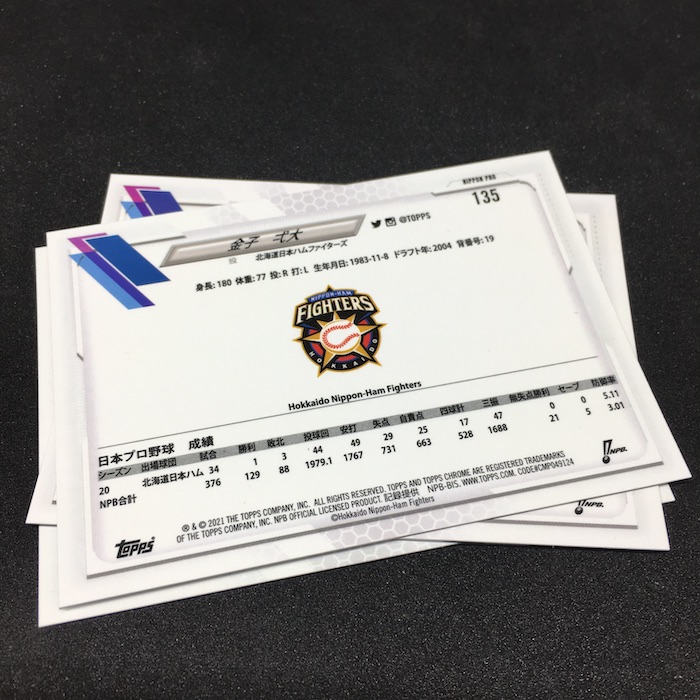 NIPPON PRO
135
金子 弌大
@TOPPS
投 北海道日本ハムファイターズ
身長: 180 体重: 77 投: R 打: L 生年月日: 1983-11-8 ドラフト年: 2004 背番号: 19
NIPPON-HAM
FIGHTERS
HOKKAIDO
Hokkaido Nippon-Ham Fighters
日本プロ野球 成績
シーズン 出場球団 試合 勝利 敗北 投球回 安打 失点 自責点 四球計 三振 無失点勝利 セーブ 防御率
20 北海道日本ハム 34 1 3 44 49 29 25 17 47 0 0 5.11
NPB合計 376 129 88 1979.1 1767 731 663 528 1688 21 5 3.01
NPB.
topps
® & © 2021 THE TOPPS COMPANY, INC. ALL RIGHTS RESERVED. TOPPS AND TOPPS CHROME ARE REGISTERED TRADEMARKS
OF THE TOPPS COMPANY, INC. NPB OFFICIAL LICENSED PRODUCT. 記録提供 NPB-BIS. WWW.TOPPS.COM. CODE#CMP049124
©Hokkaido Nippon-Ham Fighters
NPB.